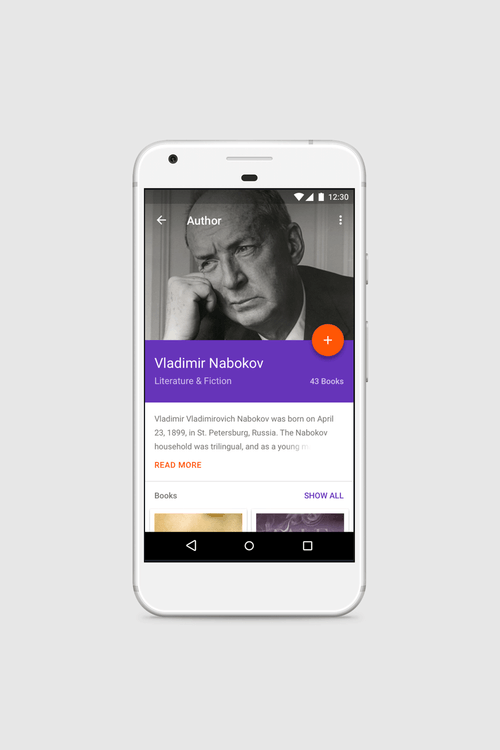 12:30
Author
Vladimir Nabokov
Literature & Fiction
43 Books
Vladimir Vladimirovich Nabokov was born on April
23, 1899, in St. Petersburg, Russia. The Nabokov
household was trilingual, and as a young
READ MORE
Books
SHOW ALL